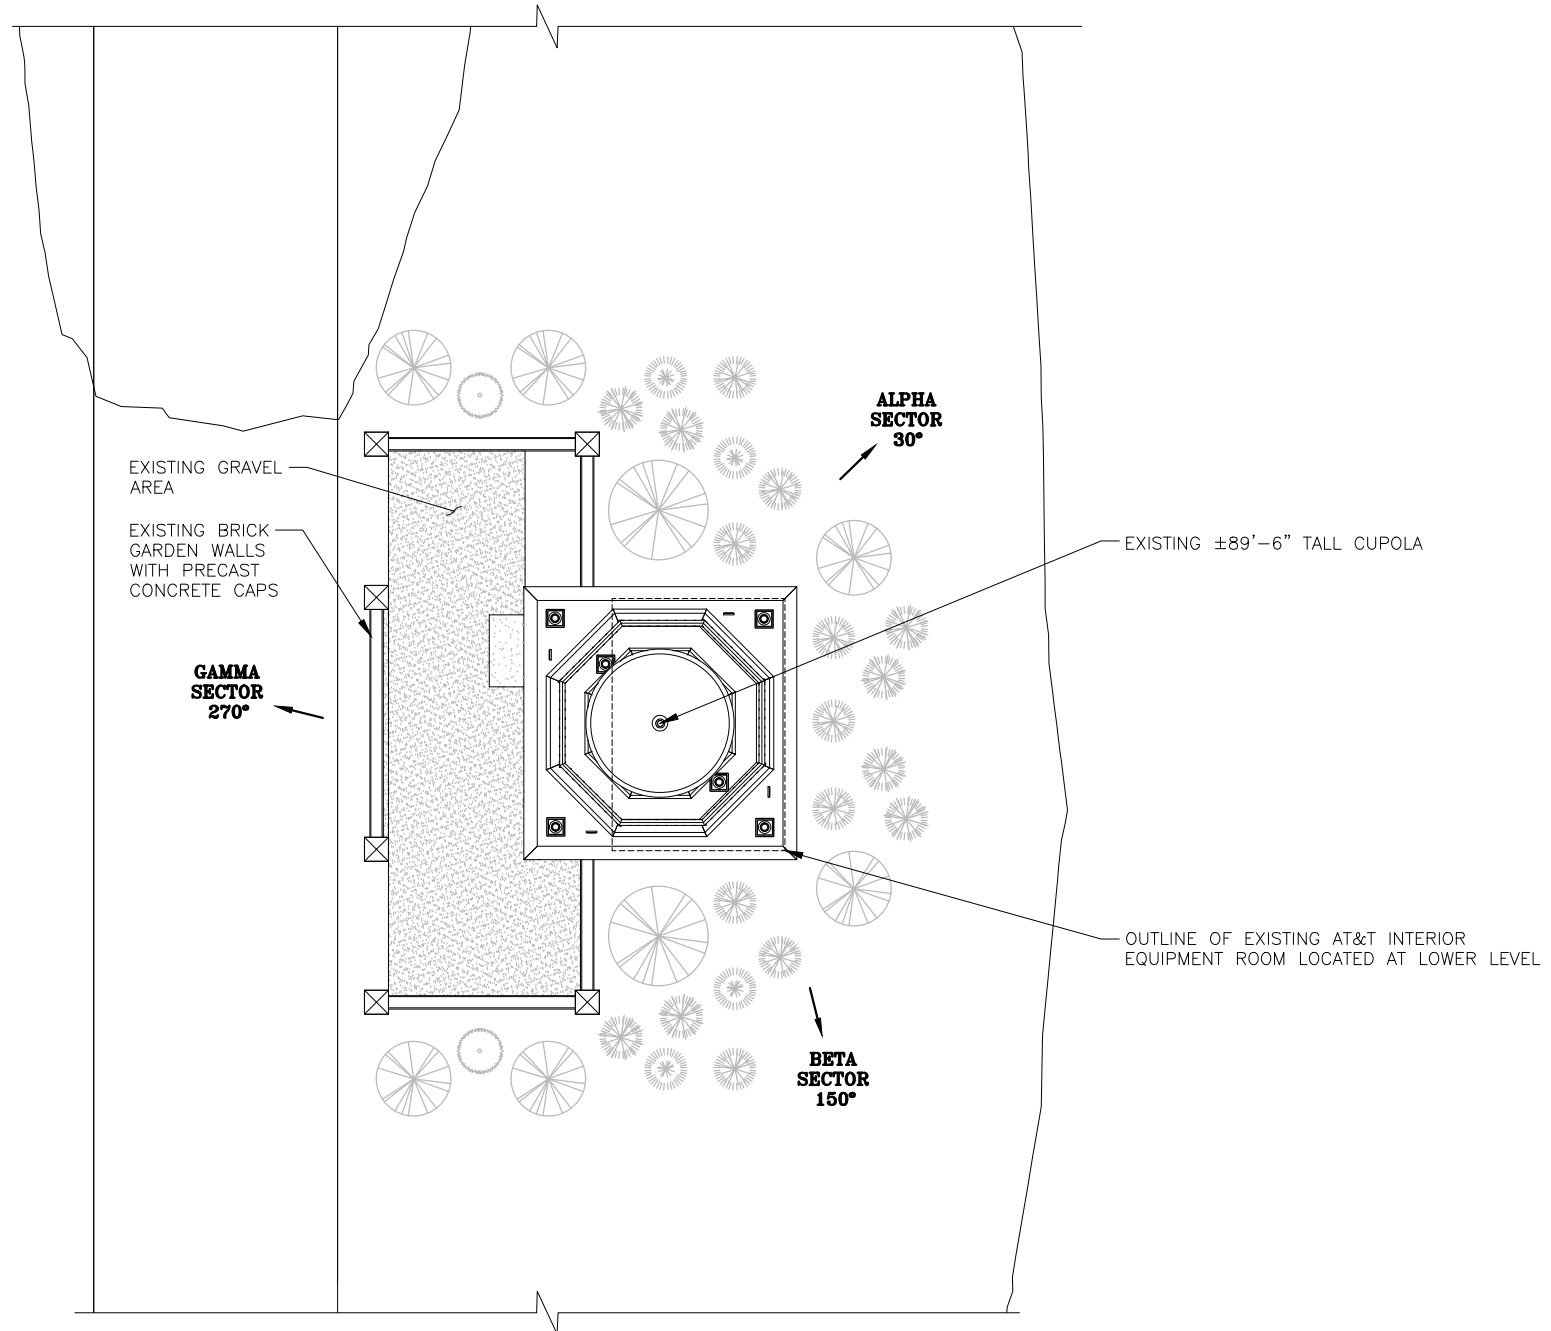 ALPHA
SECTOR
30°
EXISTING GRAVEL
AREA
EXISTING BRICK
GARDEN WALLS
WITH PRECAST
CONCRETE CAPS
EXISTING ±89'-6" TALL CUPOLA
GAMMA
SECTOR
270°
OUTLINE OF EXISTING AT&T INTERIOR
EQUIPMENT ROOM LOCATED AT LOWER LEVEL
BETA
SECTOR
150°